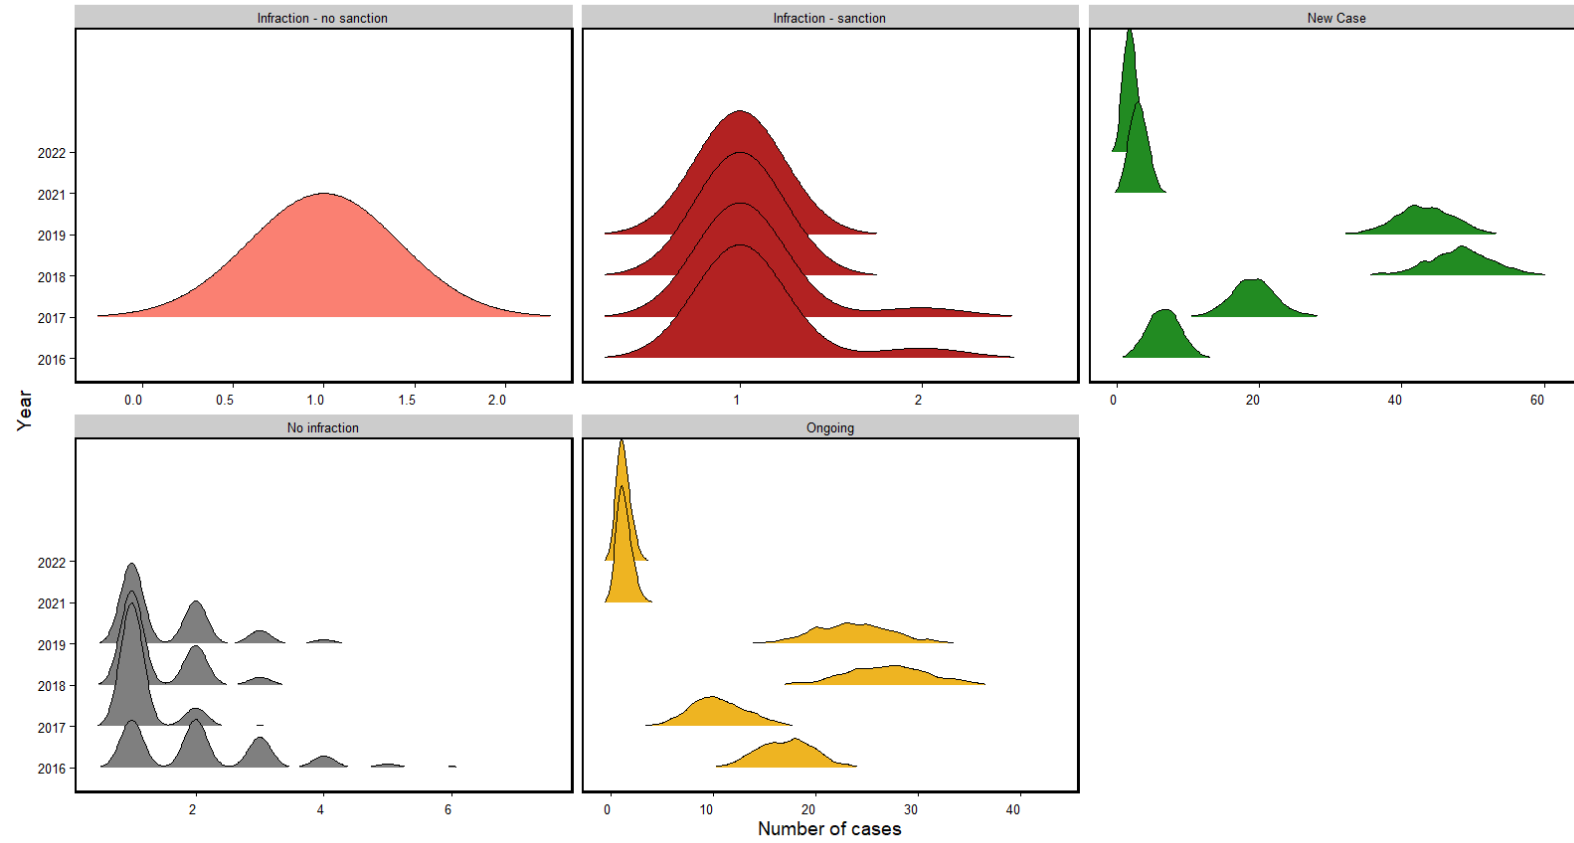 Infraction - no sanction
Infraction - sanction
New Case
2022
2021
2019
2018
2017
2016
0.0 0.5 1.0 1.5 2.0
1 2
0 20 40 60
Year
No infraction
Ongoing
2022
2021
2019
2018
2017
2016
2 4 6
0 10 20 30 40
Number of cases